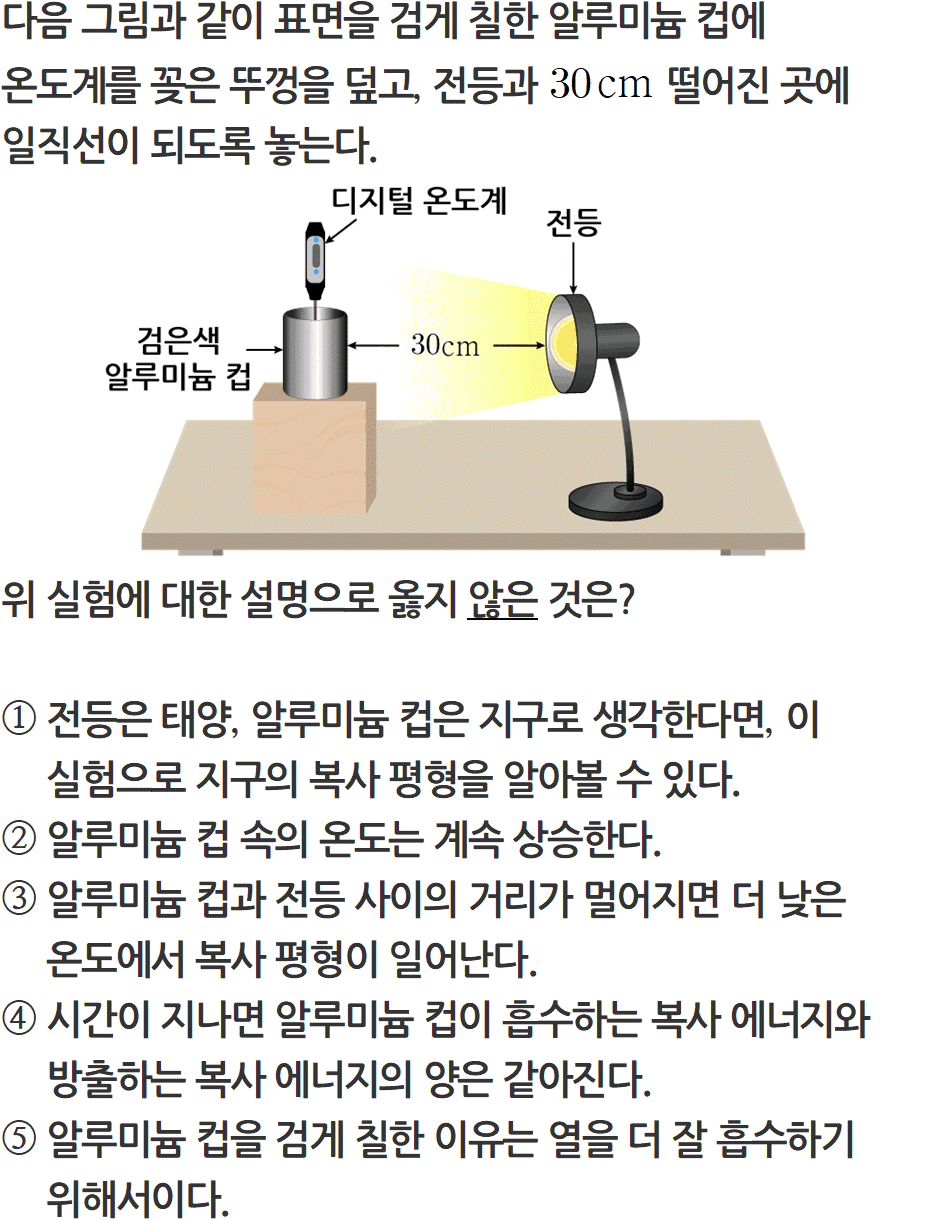 다음 그림과 같이 표면을 검게 칠한 알루미늄 컵에
온도계를 꽂은 뚜껑을 덮고, 전등과 30cm 떨어진 곳에
일직선이 되도록 놓는다.
디지털 온도계
전등
검은색
알루미늄 컵
30cm
위 실험에 대한 설명으로 옳지 않은 것은?
① 전등은 태양, 알루미늄 컵은 지구로 생각한다면, 이
실험으로 지구의 복사 평형을 알아볼 수 있다.
② 알루미늄 컵 속의 온도는 계속 상승한다.
③ 알루미늄 컵과 전등 사이의 거리가 멀어지면 더 낮은
온도에서 복사 평형이 일어난다.
④ 시간이 지나면 알루미늄 컵이 흡수하는 복사 에너지와
방출하는 복사 에너지의 양은 같아진다.
⑤ 알루미늄 컵을 검게 칠한 이유는 열을 더 잘 흡수하기
위해서이다.